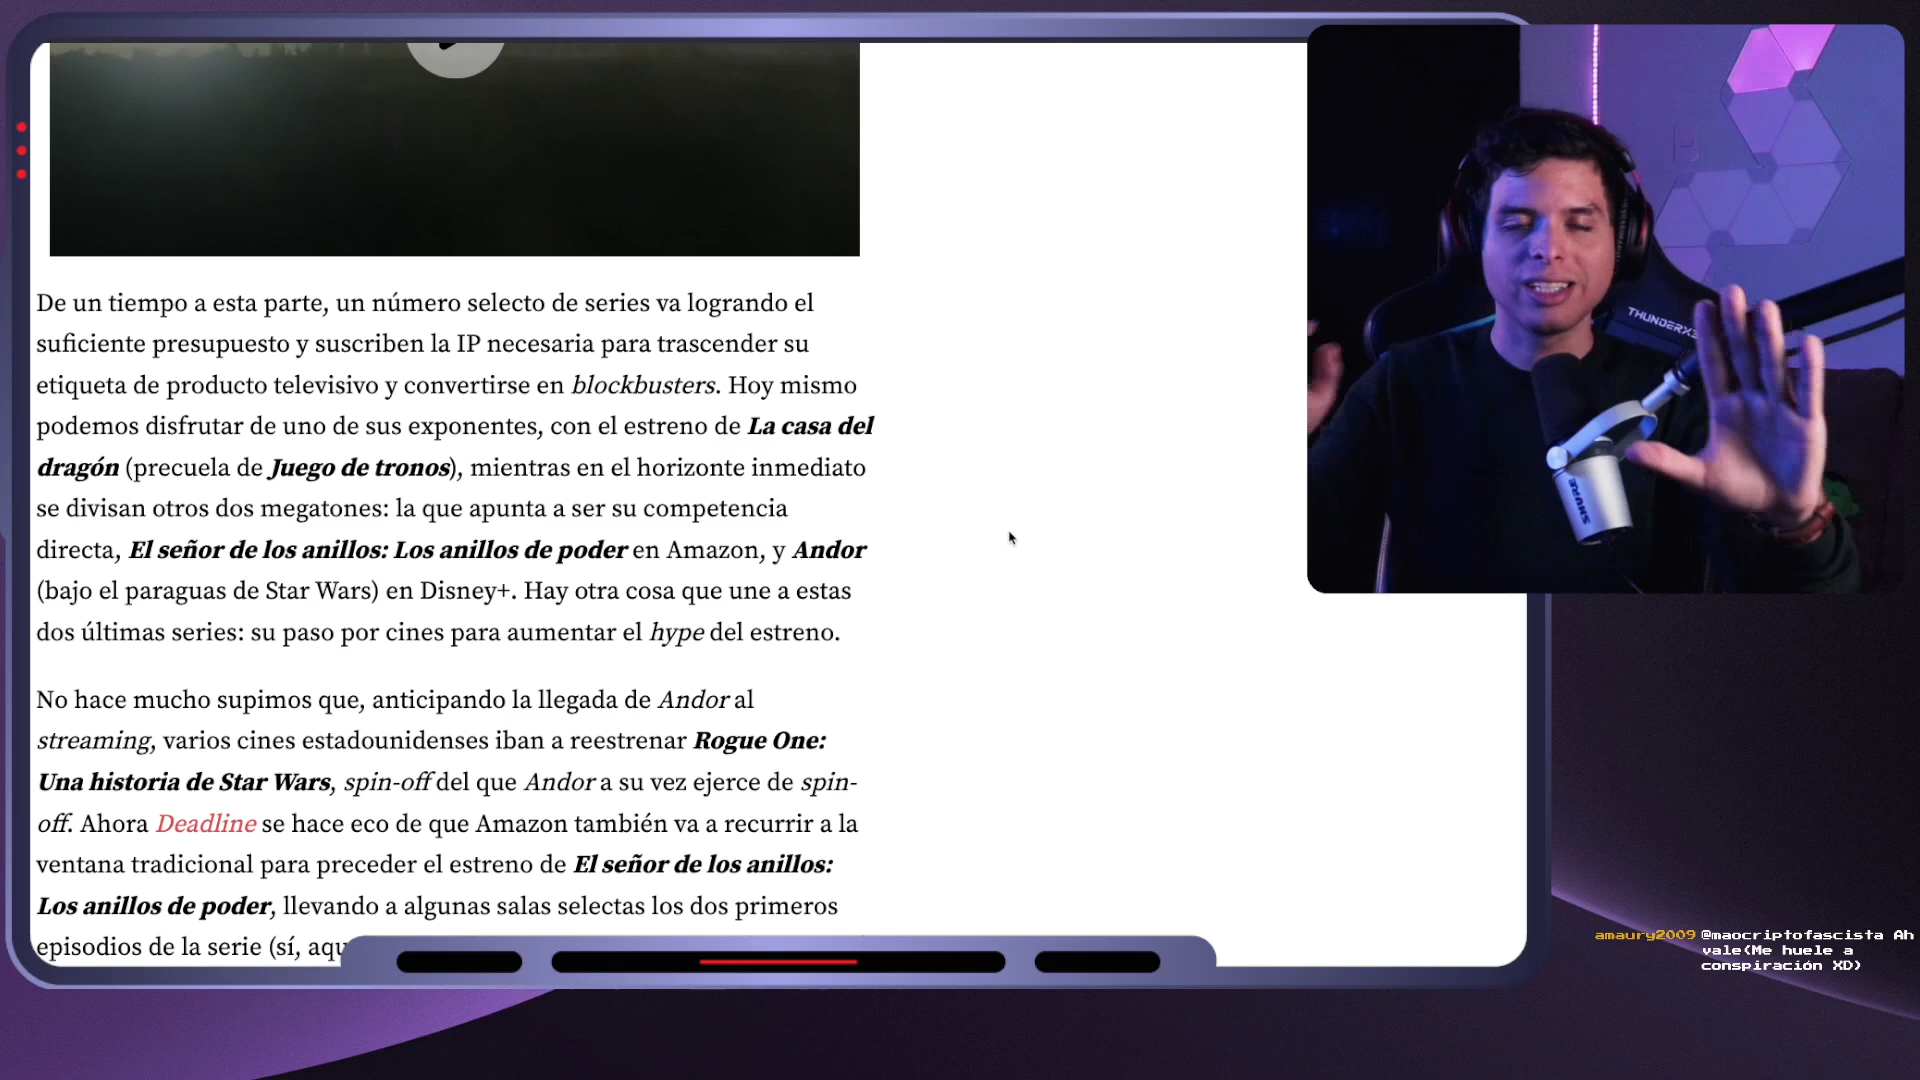 De un tiempo a esta parte, un número selecto de series va logrando el
suficiente presupuesto y suscriben la IP necesaria para trascender su
etiqueta de producto televisivo y convertirse en blockbusters. Hoy mismo
podemos disfrutar de uno de sus exponentes, con el estreno de La casa del
dragón (precuela de Juego de tronos), mientras en el horizonte inmediato
se divisan otros dos megatones: la que apunta a ser su competencia
directa, El señor de los anillos: Los anillos de poder en Amazon, y Andor
(bajo el paraguas de Star Wars) en Disney+. Hay otra cosa que une a estas
dos últimas series: su paso por cines para aumentar el hype del estreno.
No hace mucho supimos que, anticipando la llegada de Andor al
streaming, varios cines estadounidenses iban a reestrenar Rogue One:
Una historia de Star Wars, spin-off del que Andor a su vez ejerce de spin-
off. Ahora Deadline se hace eco de que Amazon también va a recurrir a la
ventana tradicional para preceder el estreno de El señor de los anillos:
Los anillos de poder, llevando a algunas salas selectas los dos primeros
episodios de la serie (sí, aqu
THUNDERX3
SHURE
amaury2009 @maocriptofascista Ah
vale(Me huele a
conspiración XD)